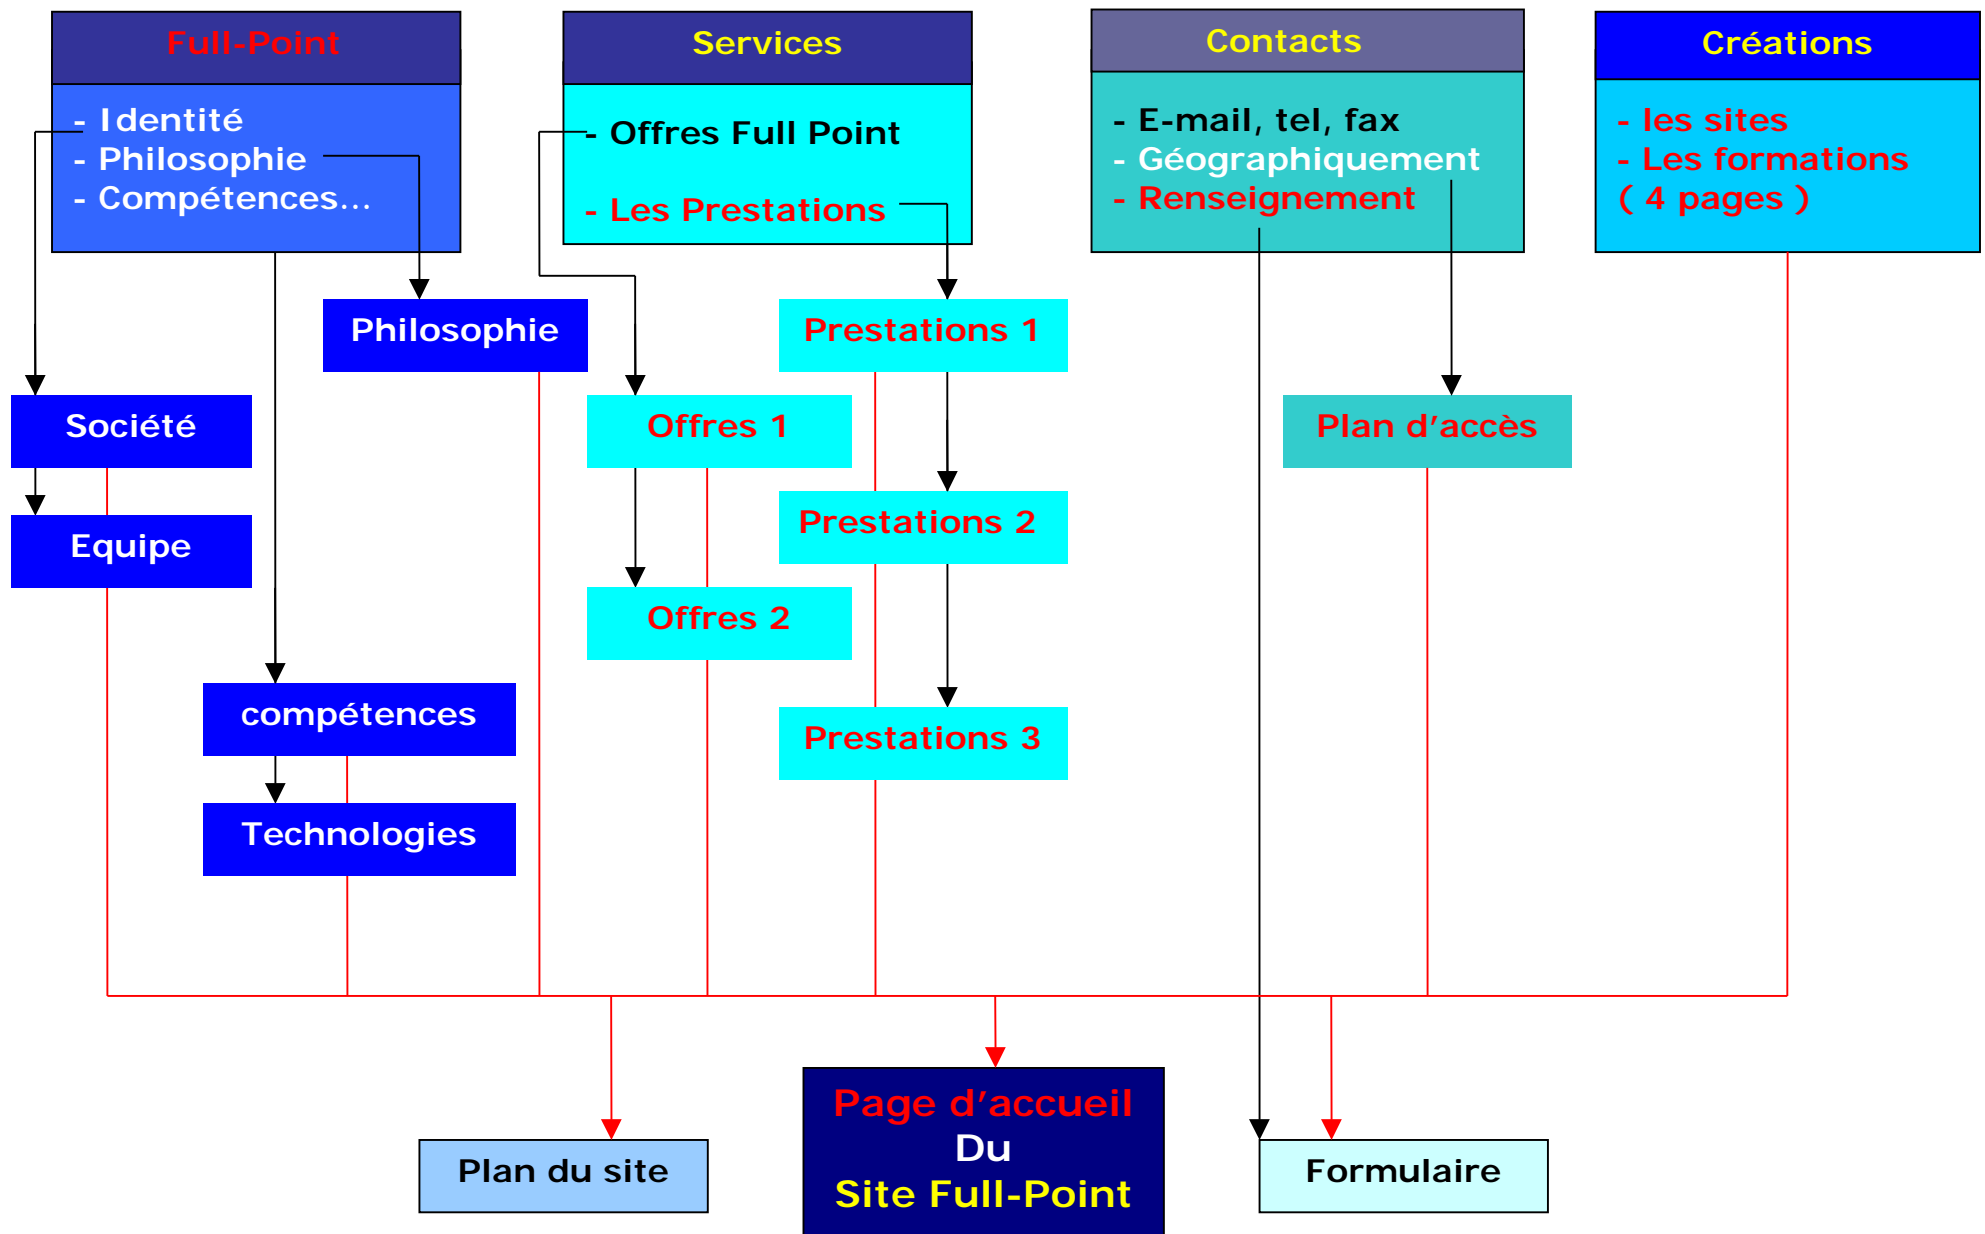 Full-Point
- Identité
- Philosophie
- Compétences...
Services
- Offres Full Point
- Les Prestations
Contacts
- E-mail, tel, fax
- Géographiquement
- Renseignement
Créations
- les sites
- Les formations
( 4 pages )
Philosophie
Prestations 1
Société
Offres 1
Plan d’accès
Equipe
Prestations 2
Offres 2
compétences
Prestations 3
Technologies
Plan du site
Page d’accueil
Du
Site Full-Point
Formulaire